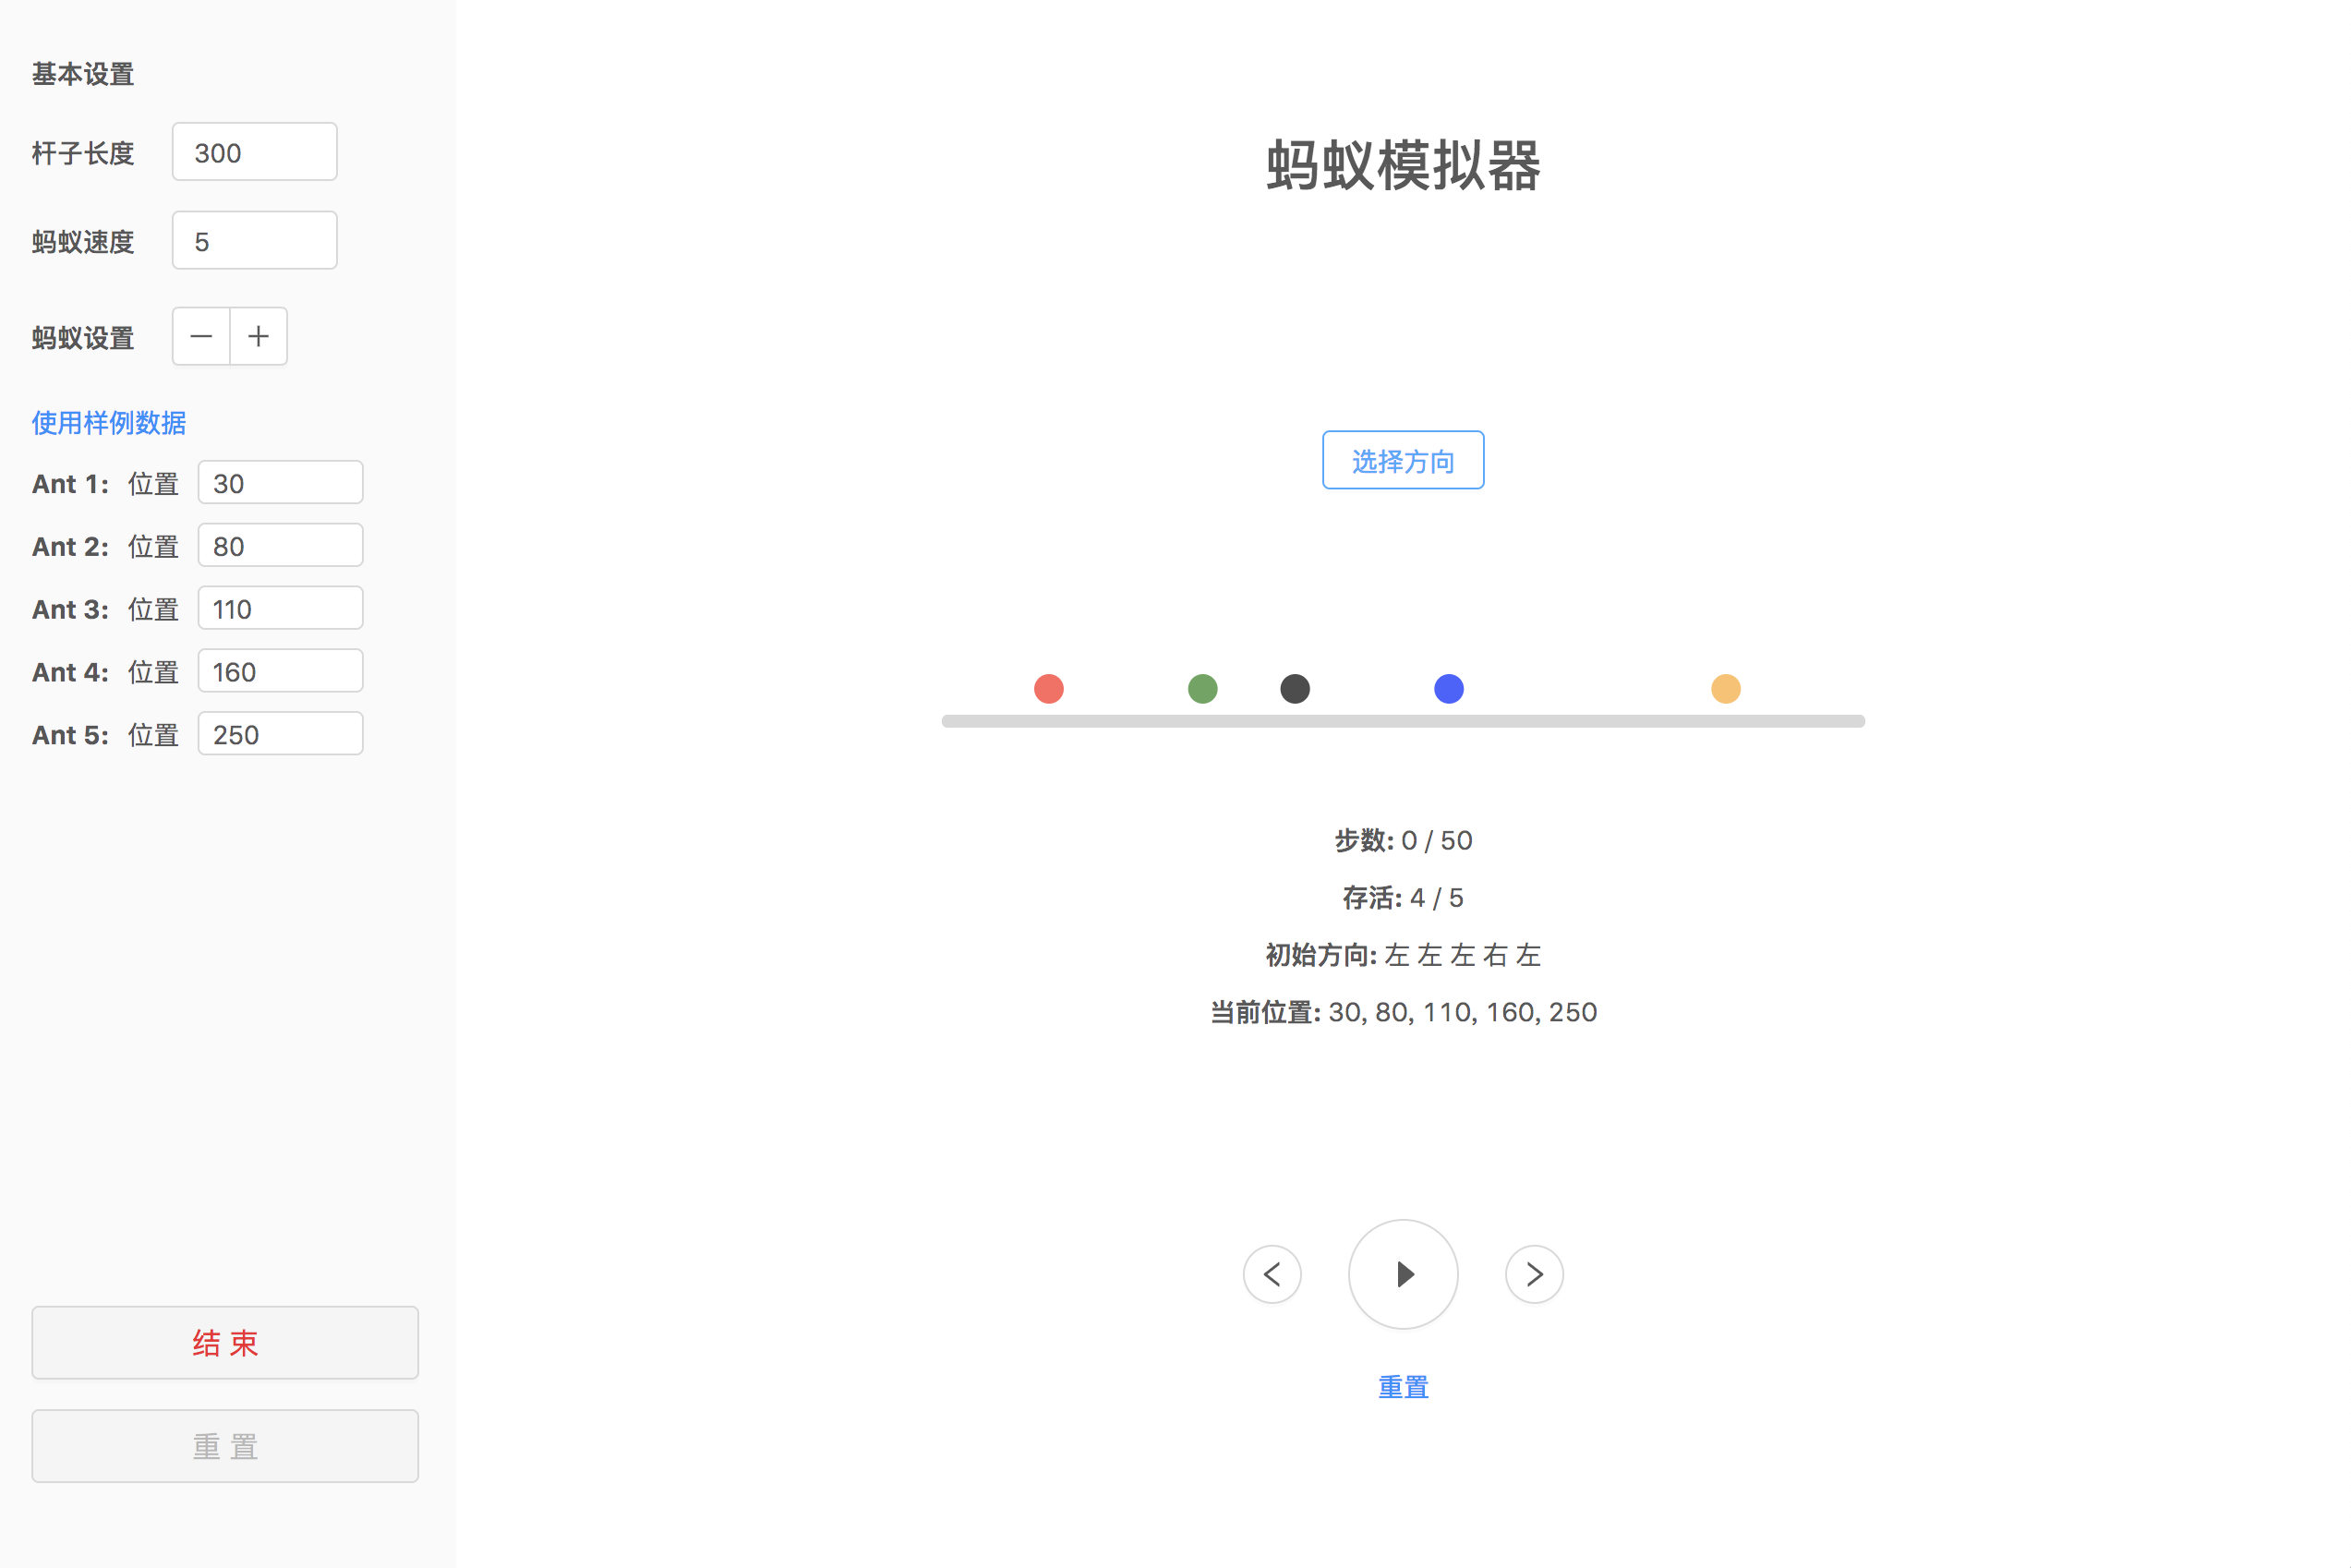 基本设置
杆子长度 300
蚂蚁速度 5
蚂蚁设置
使用样例数据
Ant 1: 位置 30
Ant 2: 位置 80
Ant 3: 位置 110
Ant 4: 位置 160
Ant 5: 位置 250
结 束
重 置
蚂蚁模拟器
选择方向
步数: 0 / 50
存活: 4 / 5
初始方向: 左 左 左 右 左
当前位置: 30, 80, 110, 160, 250
重置